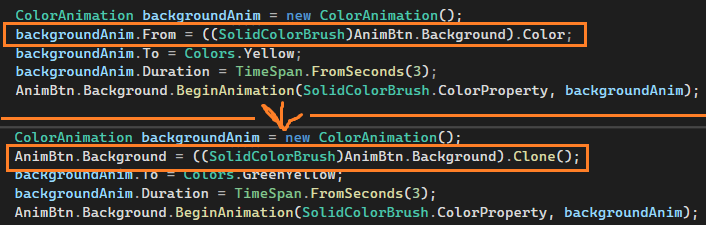 ColorAnimation backgroundAnim = new ColorAnimation();
backgroundAnim.From = ((SolidColorBrush)AnimBtn.Background).Color;
backgroundAnim.To = Colors.Yellow;
backgroundAnim.Duration = TimeSpan.FromSeconds(3);
AnimBtn.Background.BeginAnimation(SolidColorBrush.ColorProperty, backgroundAnim);
ColorAnimation backgroundAnim = new ColorAnimation();
AnimBtn.Background = ((SolidColorBrush)AnimBtn.Background).Clone();
backgroundAnim.To = Colors.GreenYellow;
backgroundAnim.Duration = TimeSpan.FromSeconds(3);
AnimBtn.Background.BeginAnimation(SolidColorBrush.ColorProperty, backgroundAnim);